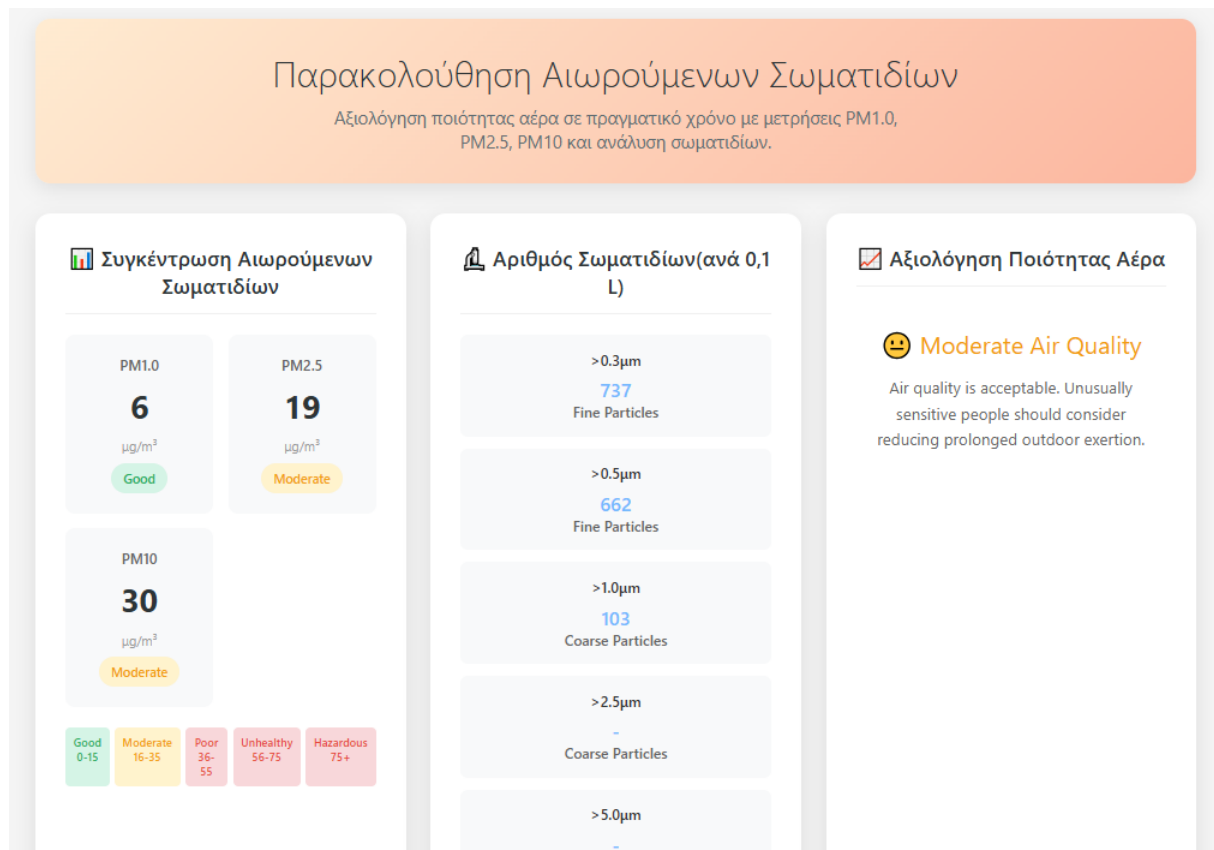 Παρακολούθηση Αιωρούμενων Σωματιδίων
Αξιολόγηση ποιότητας αέρα σε πραγματικό χρόνο με μετρήσεις PM1.0,
PM2.5, PM10 και ανάλυση σωματιδίων.
Συγκέντρωση Αιωρούμενων
Σωματιδίων
PM1.0
6
μg/m³
Good
PM2.5
19
μg/m³
Moderate
PM10
30
μg/m³
Moderate
Good
0-15
Moderate
16-35
Poor
36-
55
Unhealthy
56-75
Hazardous
75+
Αριθμός Σωματιδίων(ανά 0,1
L)
>0.3μm
737
Fine Particles
>0.5μm
662
Fine Particles
>1.0μm
103
Coarse Particles
>2.5μm
-
Coarse Particles
>5.0μm
-
Αξιολόγηση Ποιότητας Αέρα
Moderate Air Quality
Air quality is acceptable. Unusually
sensitive people should consider
reducing prolonged outdoor exertion.